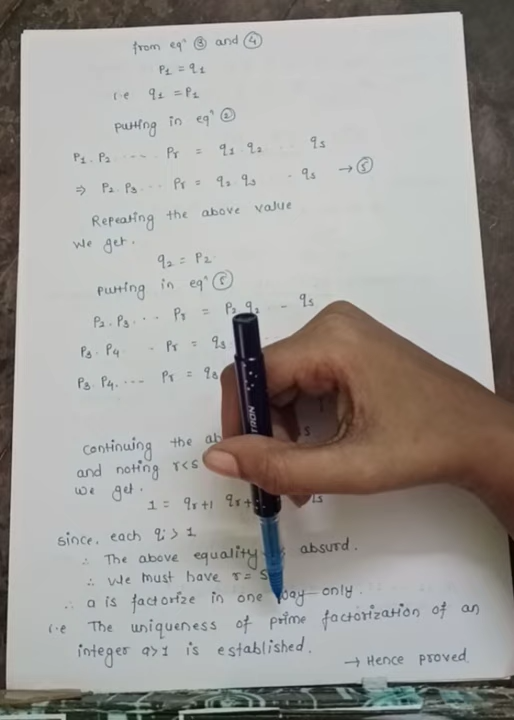 from eqⁿ ③ and ④
P1 = q1
i.e q1 = P1
Putting in eqⁿ ②
P1 . P2 ..... Pr = q1 . q2 ... qs
⇒ P2 . P3 ... Pr = q2 q3 .. qs → ⑤
Repeating the above value
we get.
q2 = P2.
Putting in eqⁿ ⑤
P2 . P3 ... Pr = P2 .. qs
P3 . P4 - Pr = q3
P3 . P4 .... Pr = q3
Continuing the
and noting r<s
we get.
1 = qr+1
since, each qi > 1
∴ The above equality absurd.
∴ we must have r = s
∴ a is factorize in one way only.
i.e The uniqueness of prime factorization of an
integer a>1 is established.
→ Hence proved